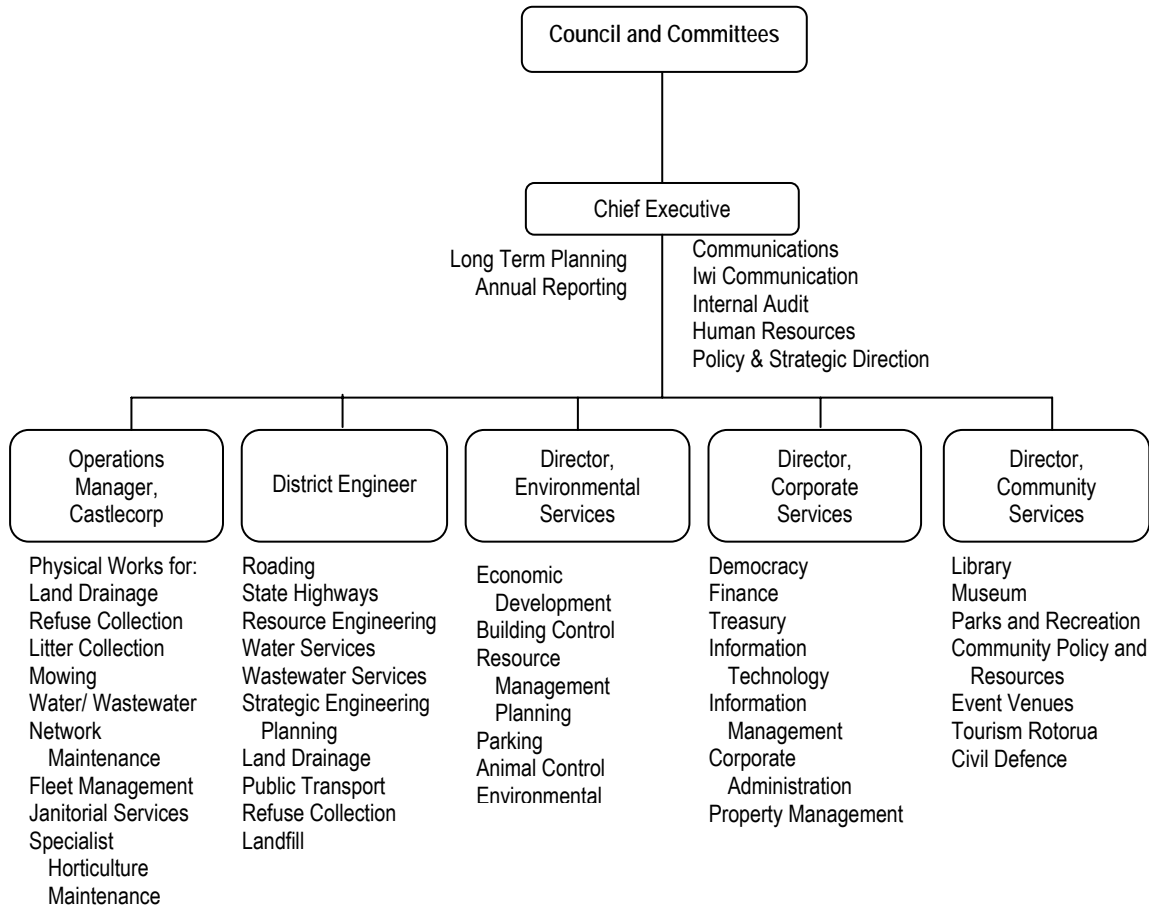 Council and Committees
Chief Executive
Long Term Planning
Annual Reporting
Communications
Iwi Communication
Internal Audit
Human Resources
Policy & Strategic Direction
Operations
Manager,
Castlecorp
Physical Works for:
Land Drainage
Refuse Collection
Litter Collection
Mowing
Water/ Wastewater
Network
Maintenance
Fleet Management
Janitorial Services
Specialist
Horticulture
Maintenance
District Engineer
Roading
State Highways
Resource Engineering
Water Services
Wastewater Services
Strategic Engineering
Planning
Land Drainage
Public Transport
Refuse Collection
Landfill
Director,
Environmental
Services
Economic
Development
Building Control
Resource
Management
Planning
Parking
Animal Control
Environmental
Director,
Corporate
Services
Democracy
Finance
Treasury
Information
Technology
Information
Management
Corporate
Administration
Property Management
Director,
Community
Services
Library
Museum
Parks and Recreation
Community Policy and
Resources
Event Venues
Tourism Rotorua
Civil Defence